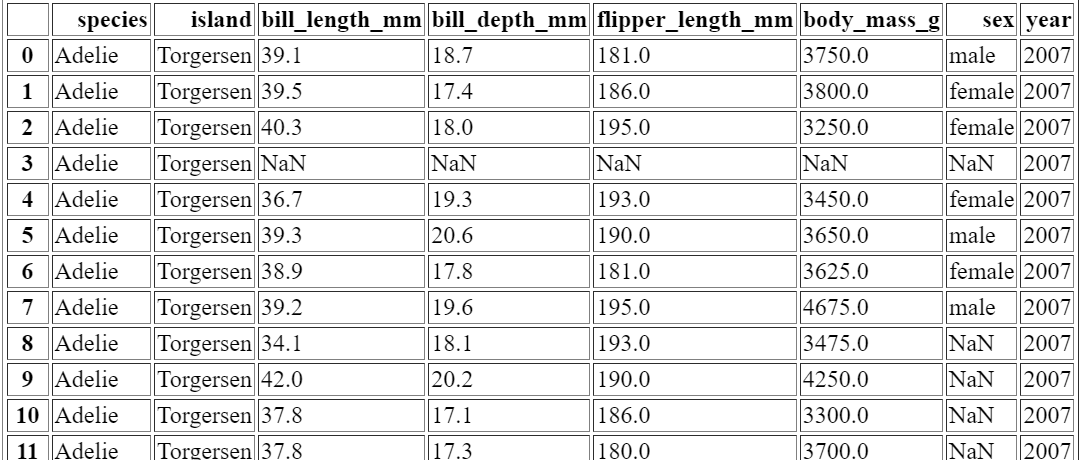 species island bill_length_mm bill_depth_mm flipper_length_mm body_mass_g sex year
0 Adelie Torgersen 39.1 18.7 181.0 3750.0 male 2007
1 Adelie Torgersen 39.5 17.4 186.0 3800.0 female 2007
2 Adelie Torgersen 40.3 18.0 195.0 3250.0 female 2007
3 Adelie Torgersen NaN NaN NaN NaN NaN 2007
4 Adelie Torgersen 36.7 19.3 193.0 3450.0 female 2007
5 Adelie Torgersen 39.3 20.6 190.0 3650.0 male 2007
6 Adelie Torgersen 38.9 17.8 181.0 3625.0 female 2007
7 Adelie Torgersen 39.2 19.6 195.0 4675.0 male 2007
8 Adelie Torgersen 34.1 18.1 193.0 3475.0 NaN 2007
9 Adelie Torgersen 42.0 20.2 190.0 4250.0 NaN 2007
10 Adelie Torgersen 37.8 17.1 186.0 3300.0 NaN 2007
11 Adelie Torgersen 37.8 17.3 180.0 3700.0 NaN 2007